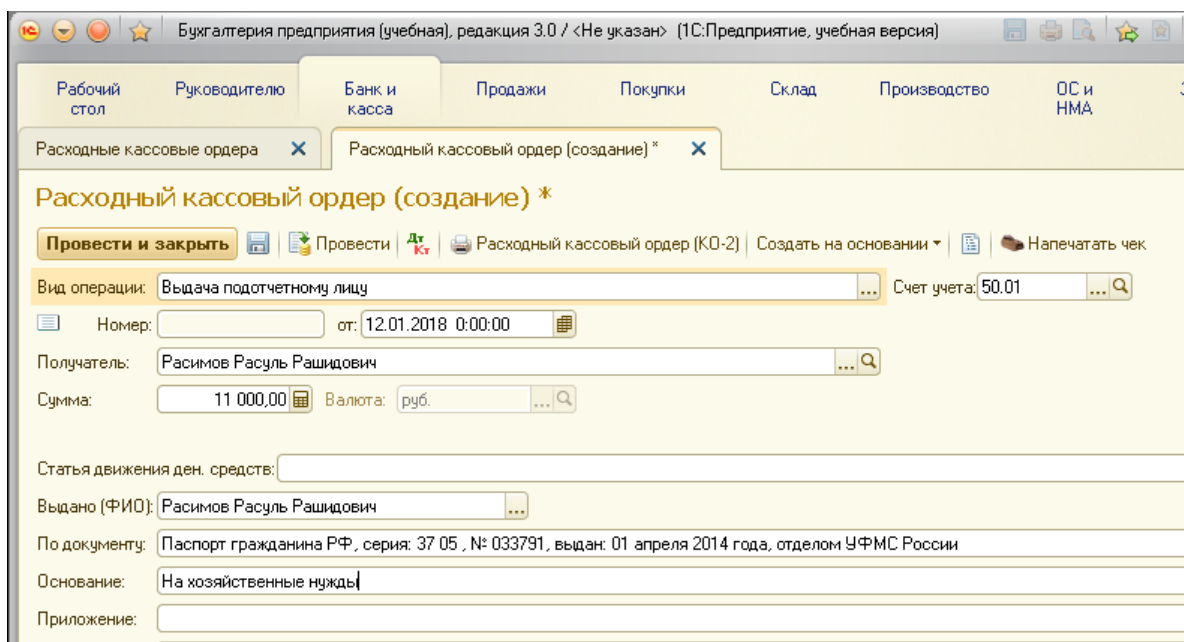 1С Бухгалтерия предприятия (учебная), редакция 3.0 / <Не указан> (1С:Предприятие, учебная версия)
Рабочий стол Руководителю Банк и касса Продажи Покупки Склад Производство ОС и НМА
Расходные кассовые ордера Расходный кассовый ордер (создание) *
Расходный кассовый ордер (создание) *
Провести и закрыть Провести Дт Кт Расходный кассовый ордер (КО-2) Создать на основании Напечатать чек
Вид операции: Выдача подотчетному лицу ... Счет учета: 50.01 ...
Номер: от: 12.01.2018 0:00:00
Получатель: Расимов Расуль Рашидович ...
Сумма: 11 000,00 Валюта: руб. ...
Статья движения ден. средств:
Выдано (ФИО): Расимов Расуль Рашидович ...
По документу: Паспорт гражданина РФ, серия: 37 05 , № 033791, выдан: 01 апреля 2014 года, отделом УФМС России
Основание: На хозяйственные нужды
Приложение: